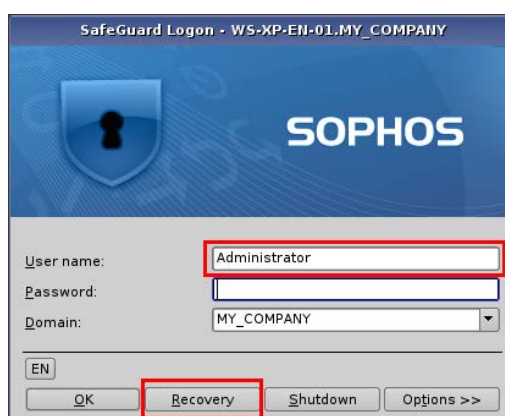 SafeGuard Logon - WS-XP-EN-01.MY_COMPANY
SOPHOS
User name: Administrator
Password:
Domain: MY_COMPANY
EN
OK Recovery Shutdown Options >>